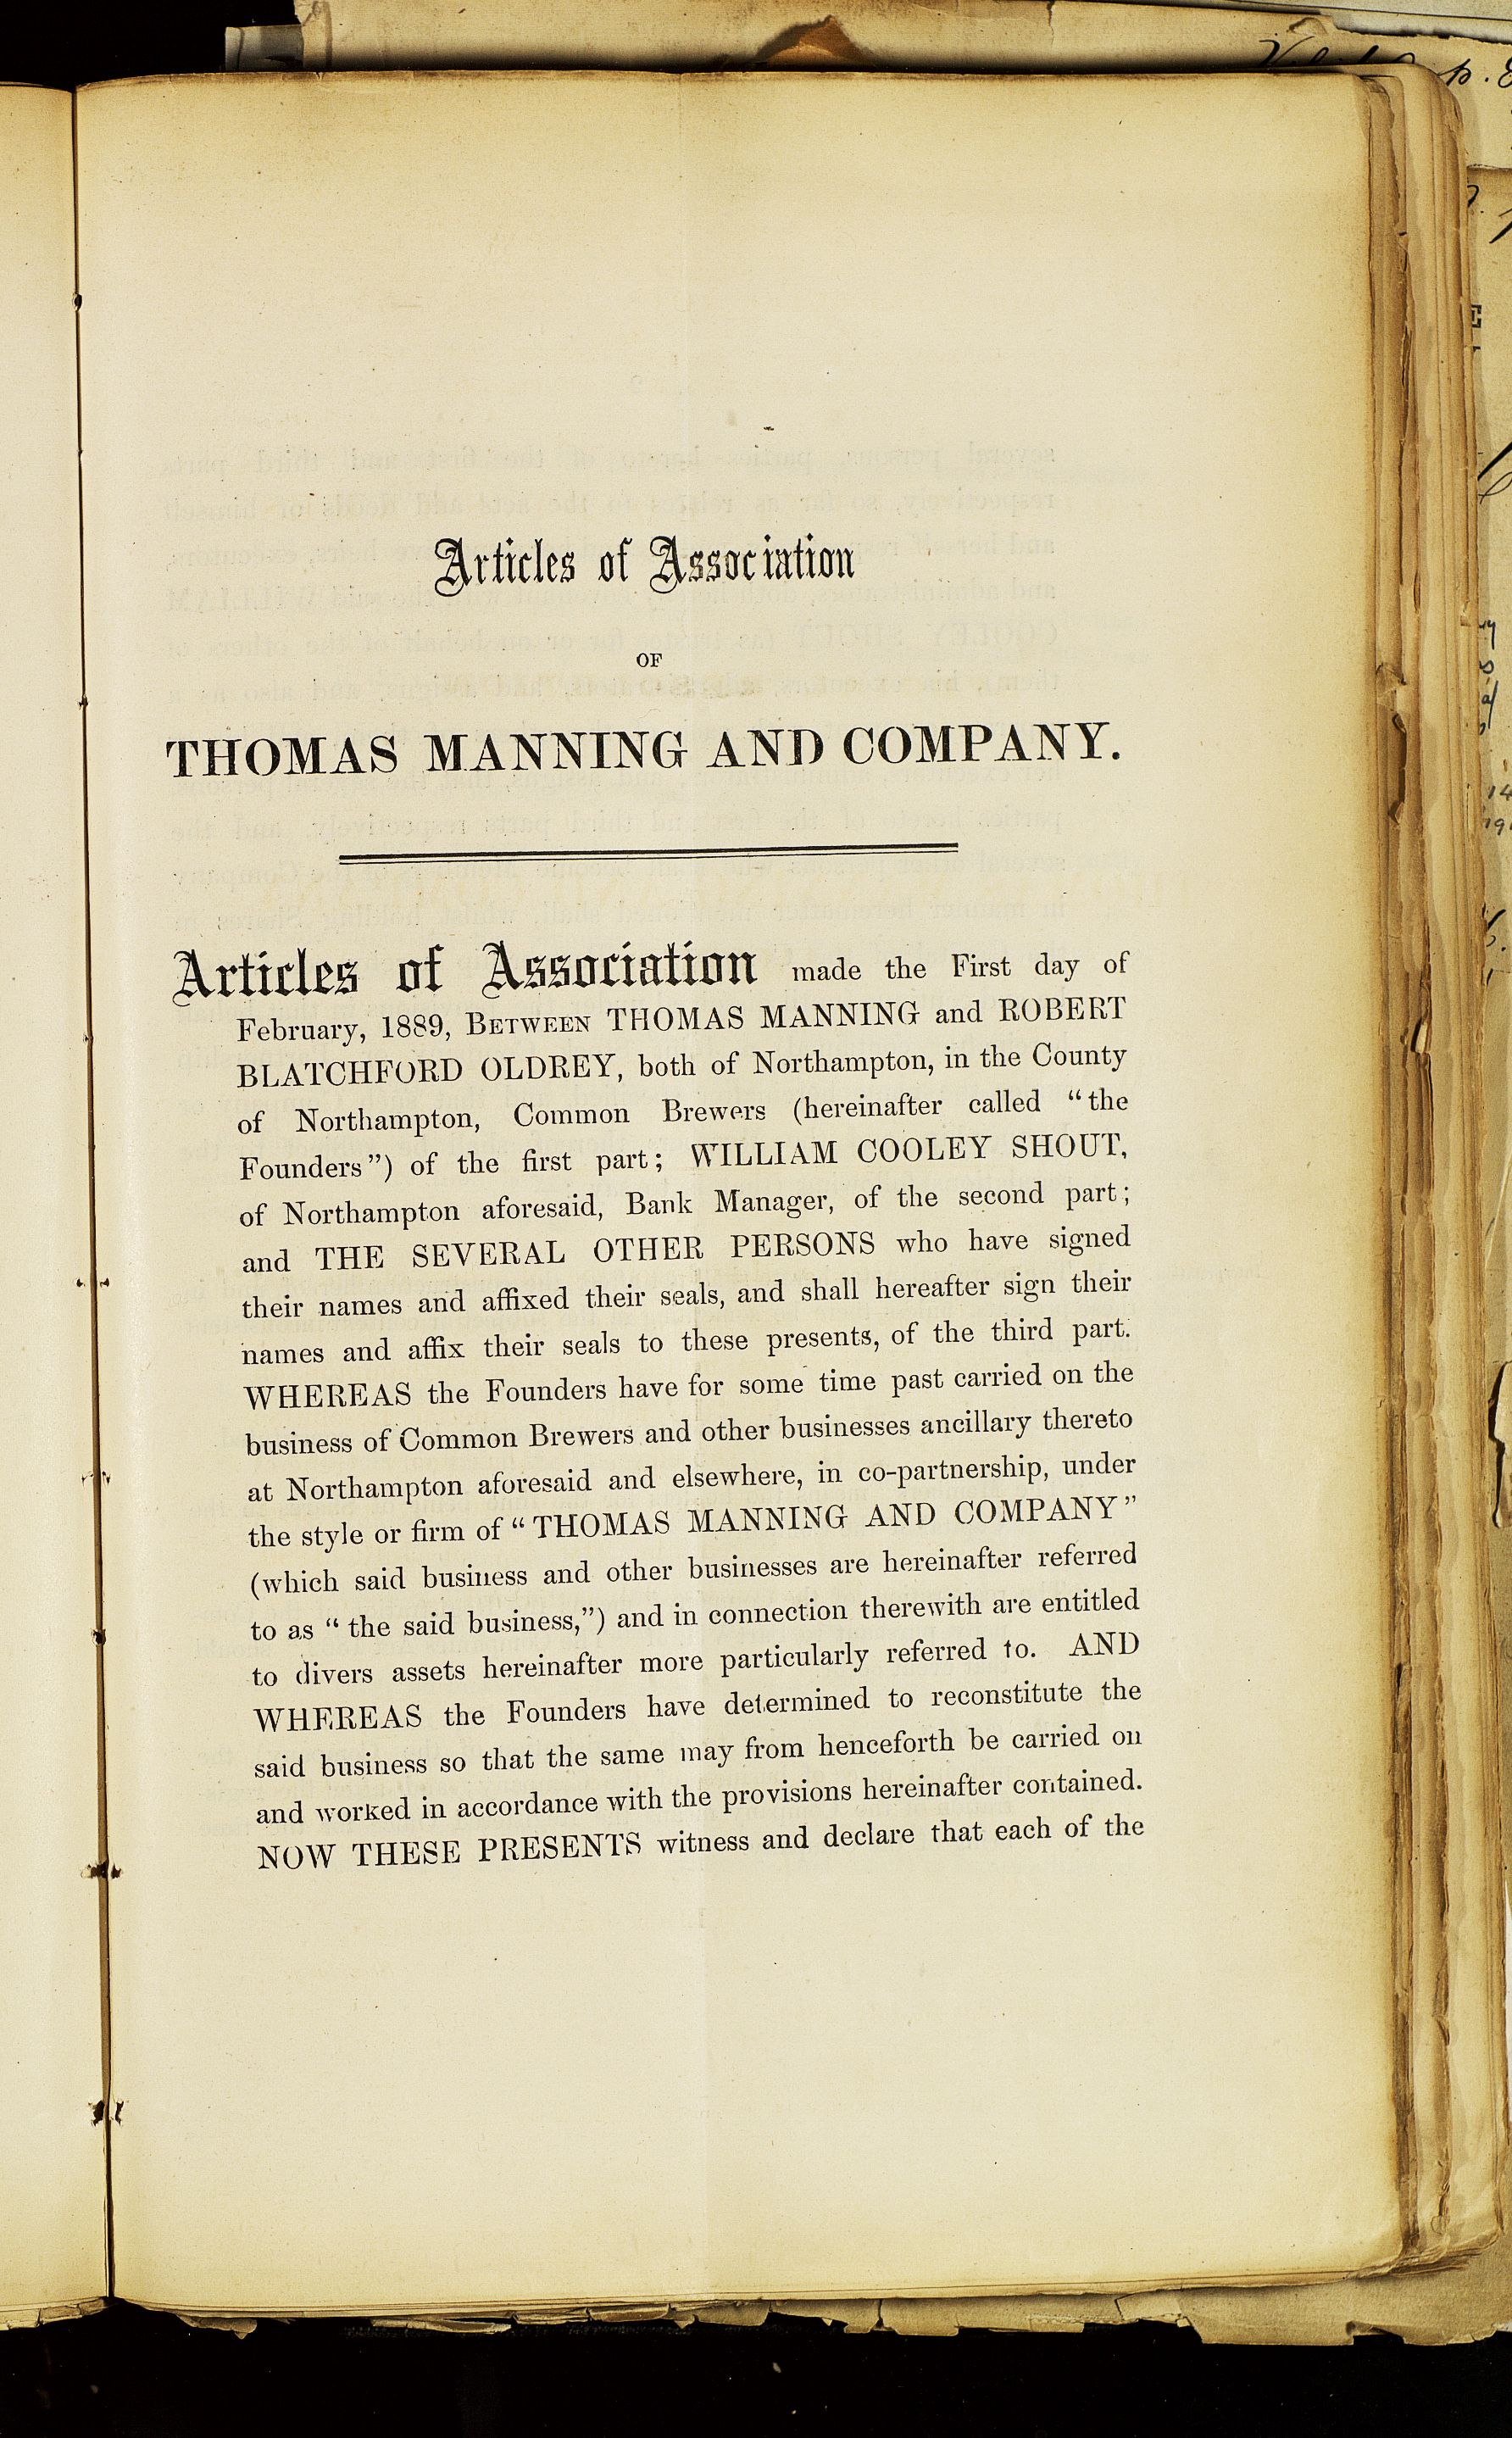 Articles of Association
OF
THOMAS MANNING AND COMPANY.
Articles of Association made the First day of
February, 1889, BETWEEN THOMAS MANNING and ROBERT
BLATCHFORD OLDREY, both of Northampton, in the County
of Northampton, Common Brewers (hereinafter called "the
Founders") of the first part; WILLIAM COOLEY SHOUT,
of Northampton aforesaid, Bank Manager, of the second part;
and THE SEVERAL OTHER PERSONS who have signed
their names and affixed their seals, and shall hereafter sign their
names and affix their seals to these presents, of the third part.
WHEREAS the Founders have for some time past carried on the
business of Common Brewers and other businesses ancillary thereto
at Northampton aforesaid and elsewhere, in co-partnership, under
the style or firm of "THOMAS MANNING AND COMPANY"
(which said business and other businesses are hereinafter referred
to as "the said business,") and in connection therewith are entitled
to divers assets hereinafter more particularly referred to. AND
WHEREAS the Founders have determined to reconstitute the
said business so that the same may from henceforth be carried on
and worked in accordance with the provisions hereinafter contained.
NOW THESE PRESENTS witness and declare that each of the